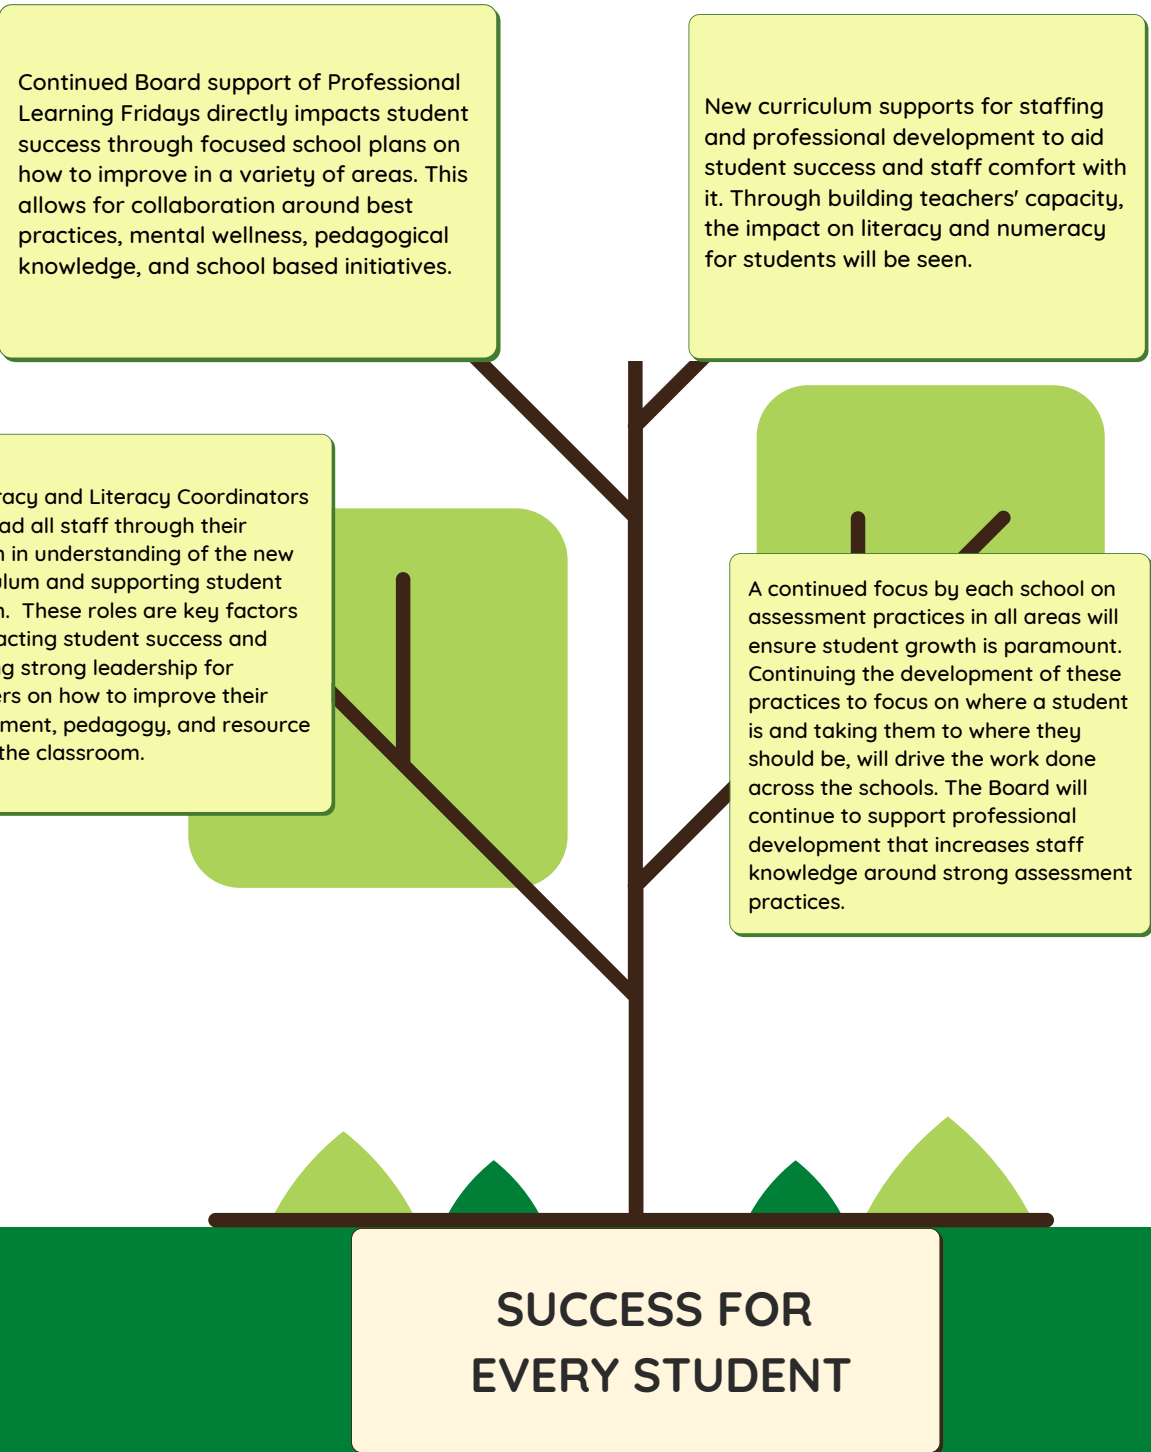 Continued Board support of Professional
Learning Fridays directly impacts student
success through focused school plans on
how to improve in a variety of areas. This
allows for collaboration around best
practices, mental wellness, pedagogical
knowledge, and school based initiatives.
New curriculum supports for staffing
and professional development to aid
student success and staff comfort with
it. Through building teachers' capacity,
the impact on literacy and numeracy
for students will be seen.
and Literacy Coordinators
all staff through their
in understanding of the new
and supporting student
These roles are key factors
student success and
strong leadership for
on how to improve their
pedagogy, and resource
the classroom.
A continued focus by each school on
assessment practices in all areas will
ensure student growth is paramount.
Continuing the development of these
practices to focus on where a student
is and taking them to where they
should be, will drive the work done
across the schools. The Board will
continue to support professional
development that increases staff
knowledge around strong assessment
practices.
SUCCESS FOR
EVERY STUDENT